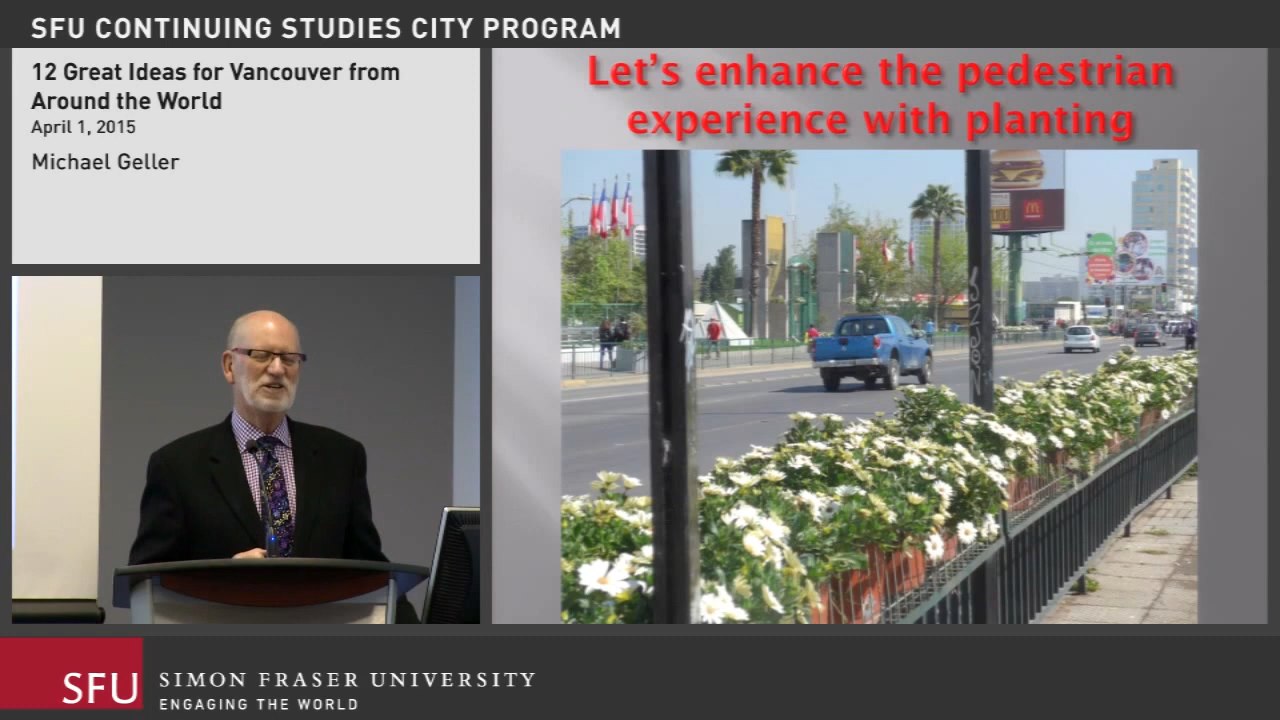 SFU CONTINUING STUDIES CITY PROGRAM
12 Great Ideas for Vancouver from
Around the World
April 1, 2015
Michael Geller
Let's enhance the pedestrian
experience with planting
SFU
SIMON FRASER UNIVERSITY
ENGAGING THE WORLD